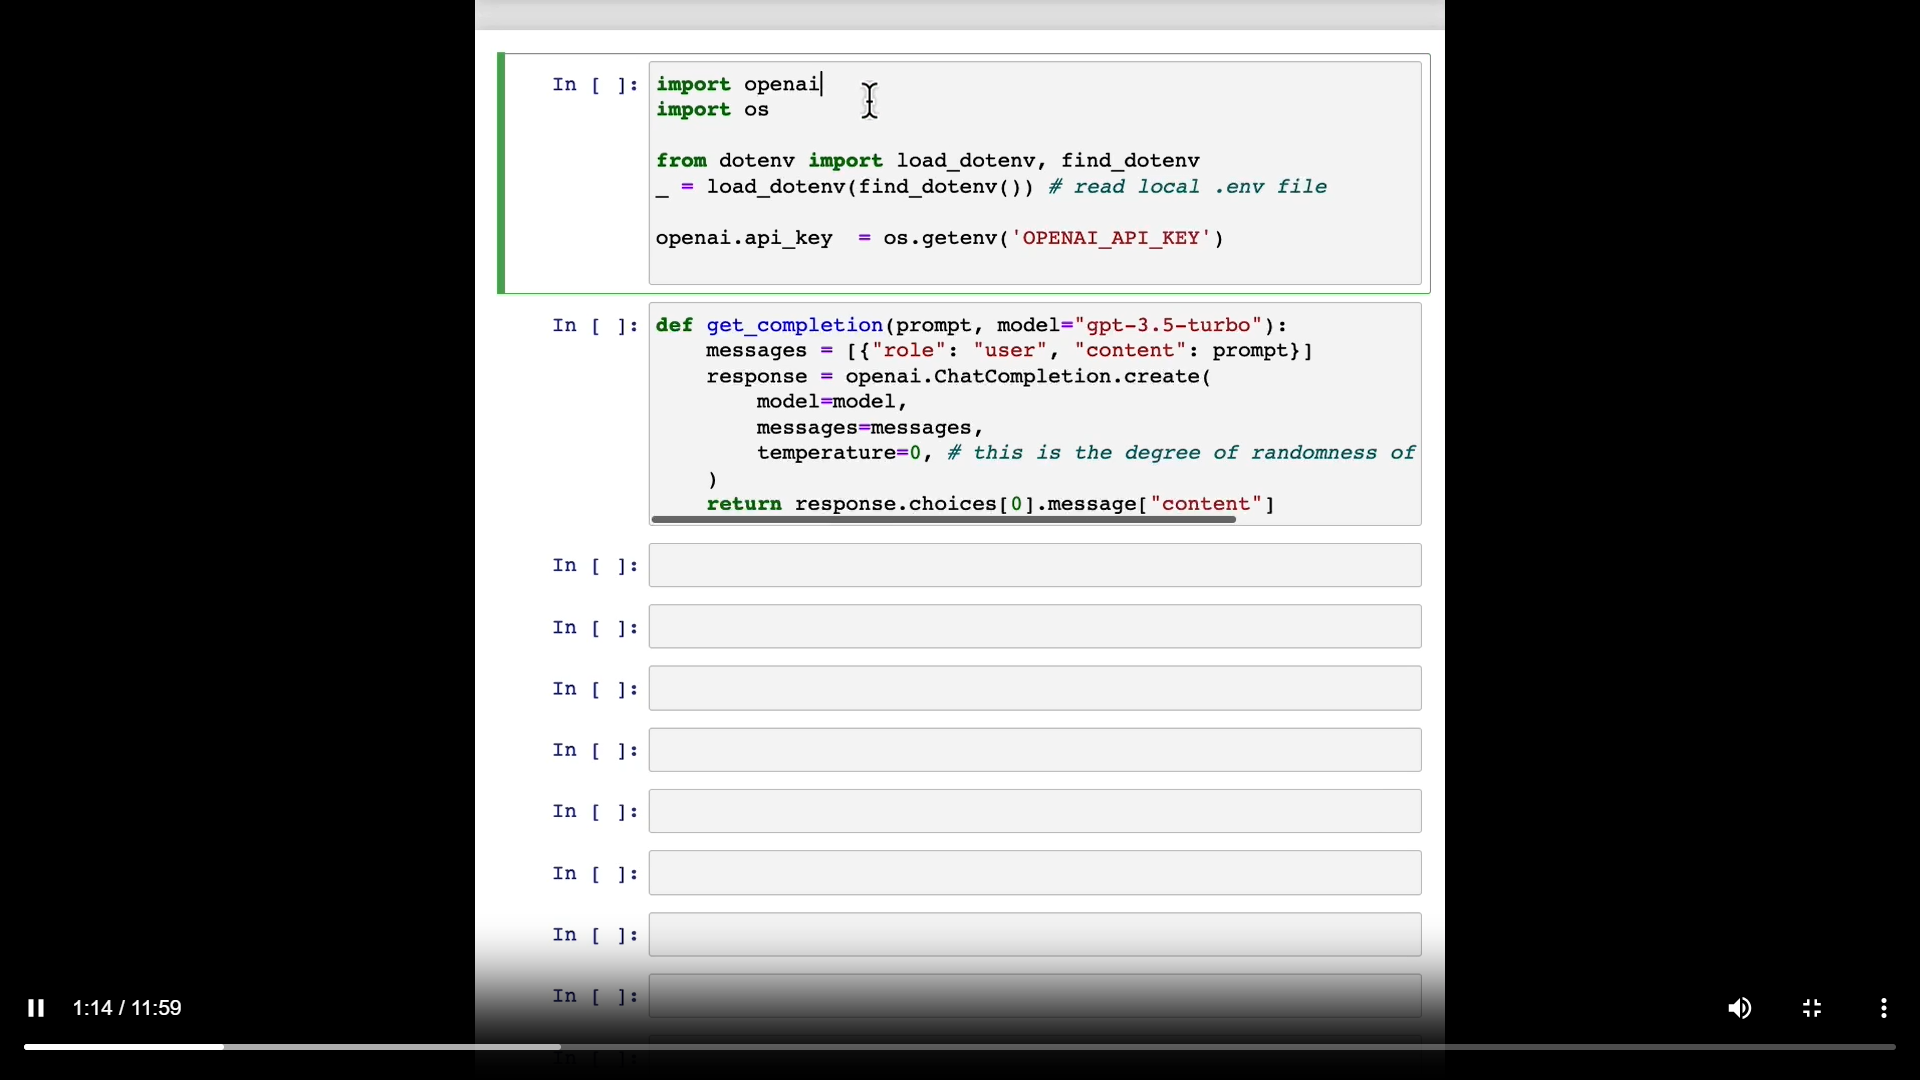 In [ ]: import openai
import os
from dotenv import load_dotenv, find_dotenv
_ = load_dotenv(find_dotenv()) # read local .env file
openai.api_key  = os.getenv('OPENAI_API_KEY')
In [ ]: def get_completion(prompt, model="gpt-3.5-turbo"):
    messages = [{"role": "user", "content": prompt}]
    response = openai.ChatCompletion.create(
        model=model,
        messages=messages,
        temperature=0, # this is the degree of randomness of
    )
    return response.choices[0].message["content"]
In [ ]:
In [ ]:
In [ ]:
In [ ]:
In [ ]:
In [ ]:
In [ ]:
In [ ]:
In [ ]:
1:14 / 11:59